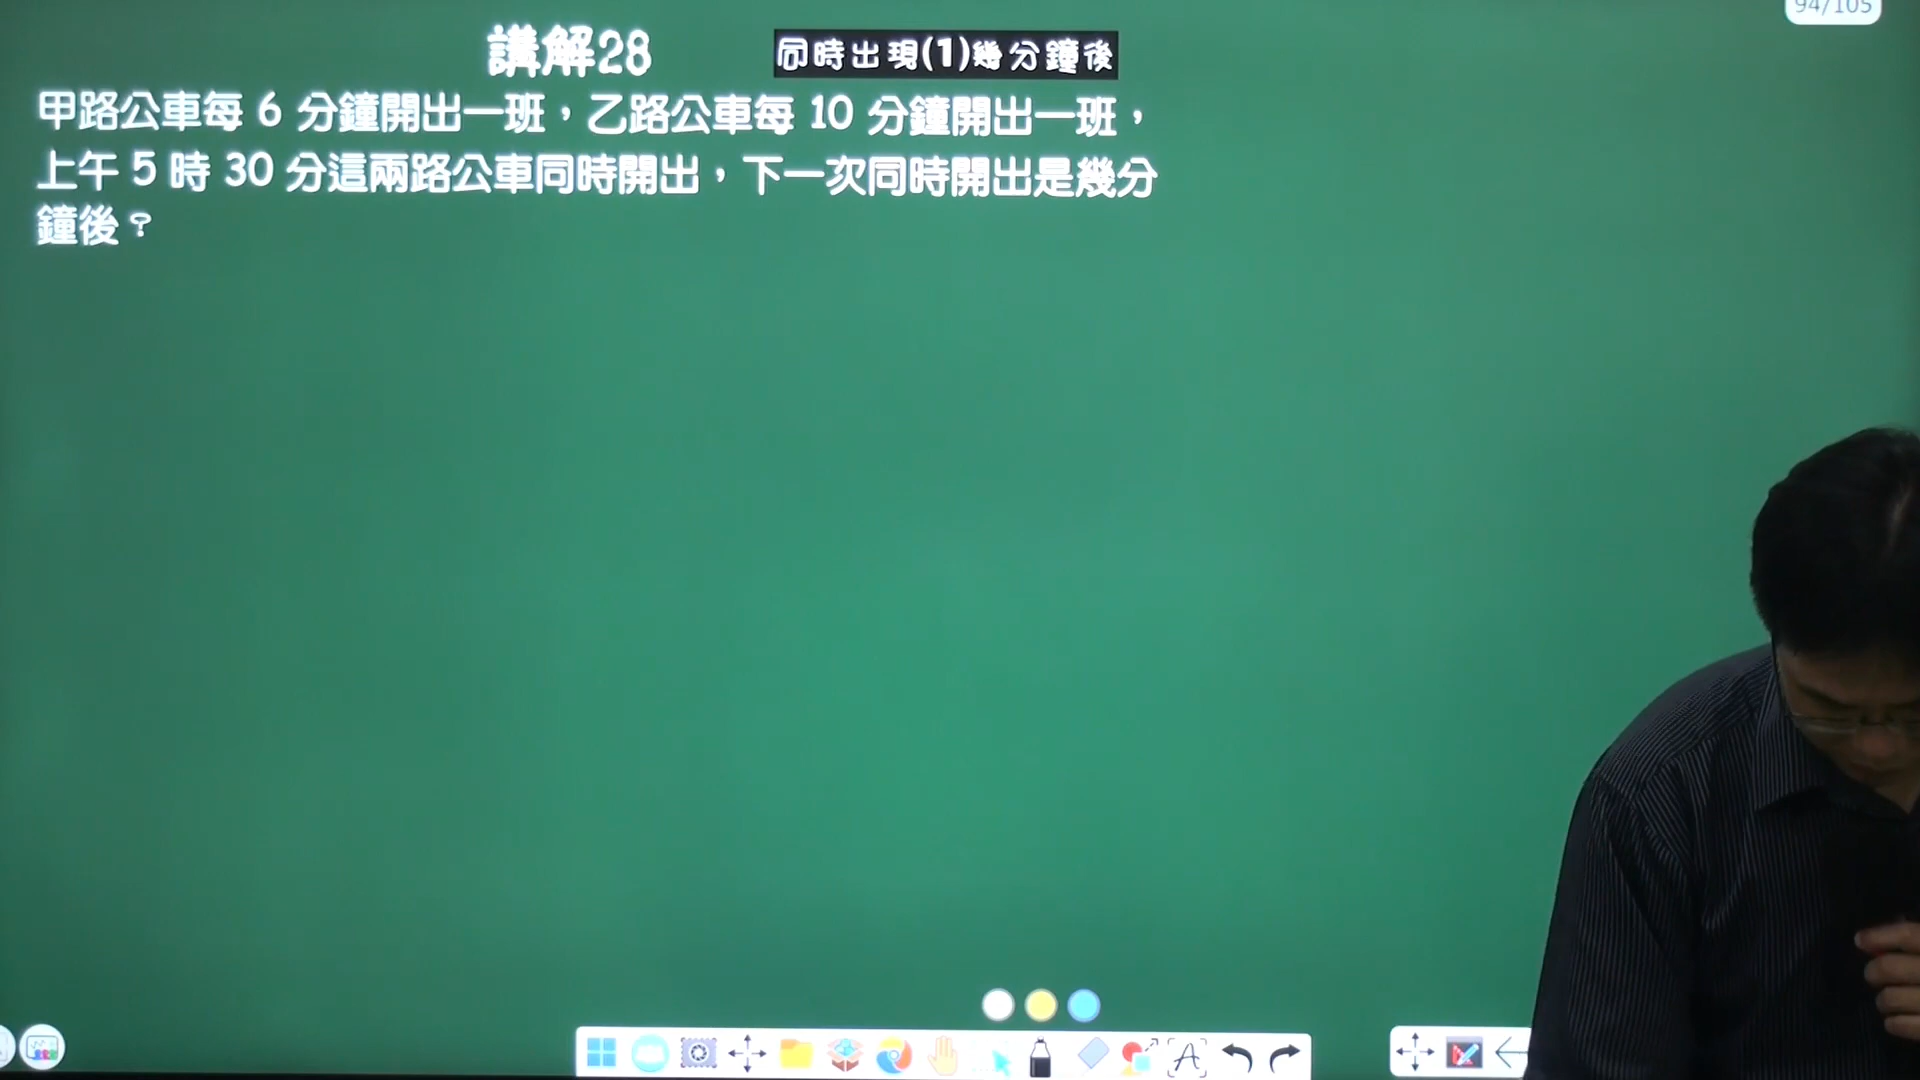 94/105
講解28
同時出現(1)幾分鐘後
甲路公車每 6 分鐘開出一班，乙路公車每 10 分鐘開出一班，
上午 5 時 30 分這兩路公車同時開出，下一次同時開出是幾分
鐘後？
A